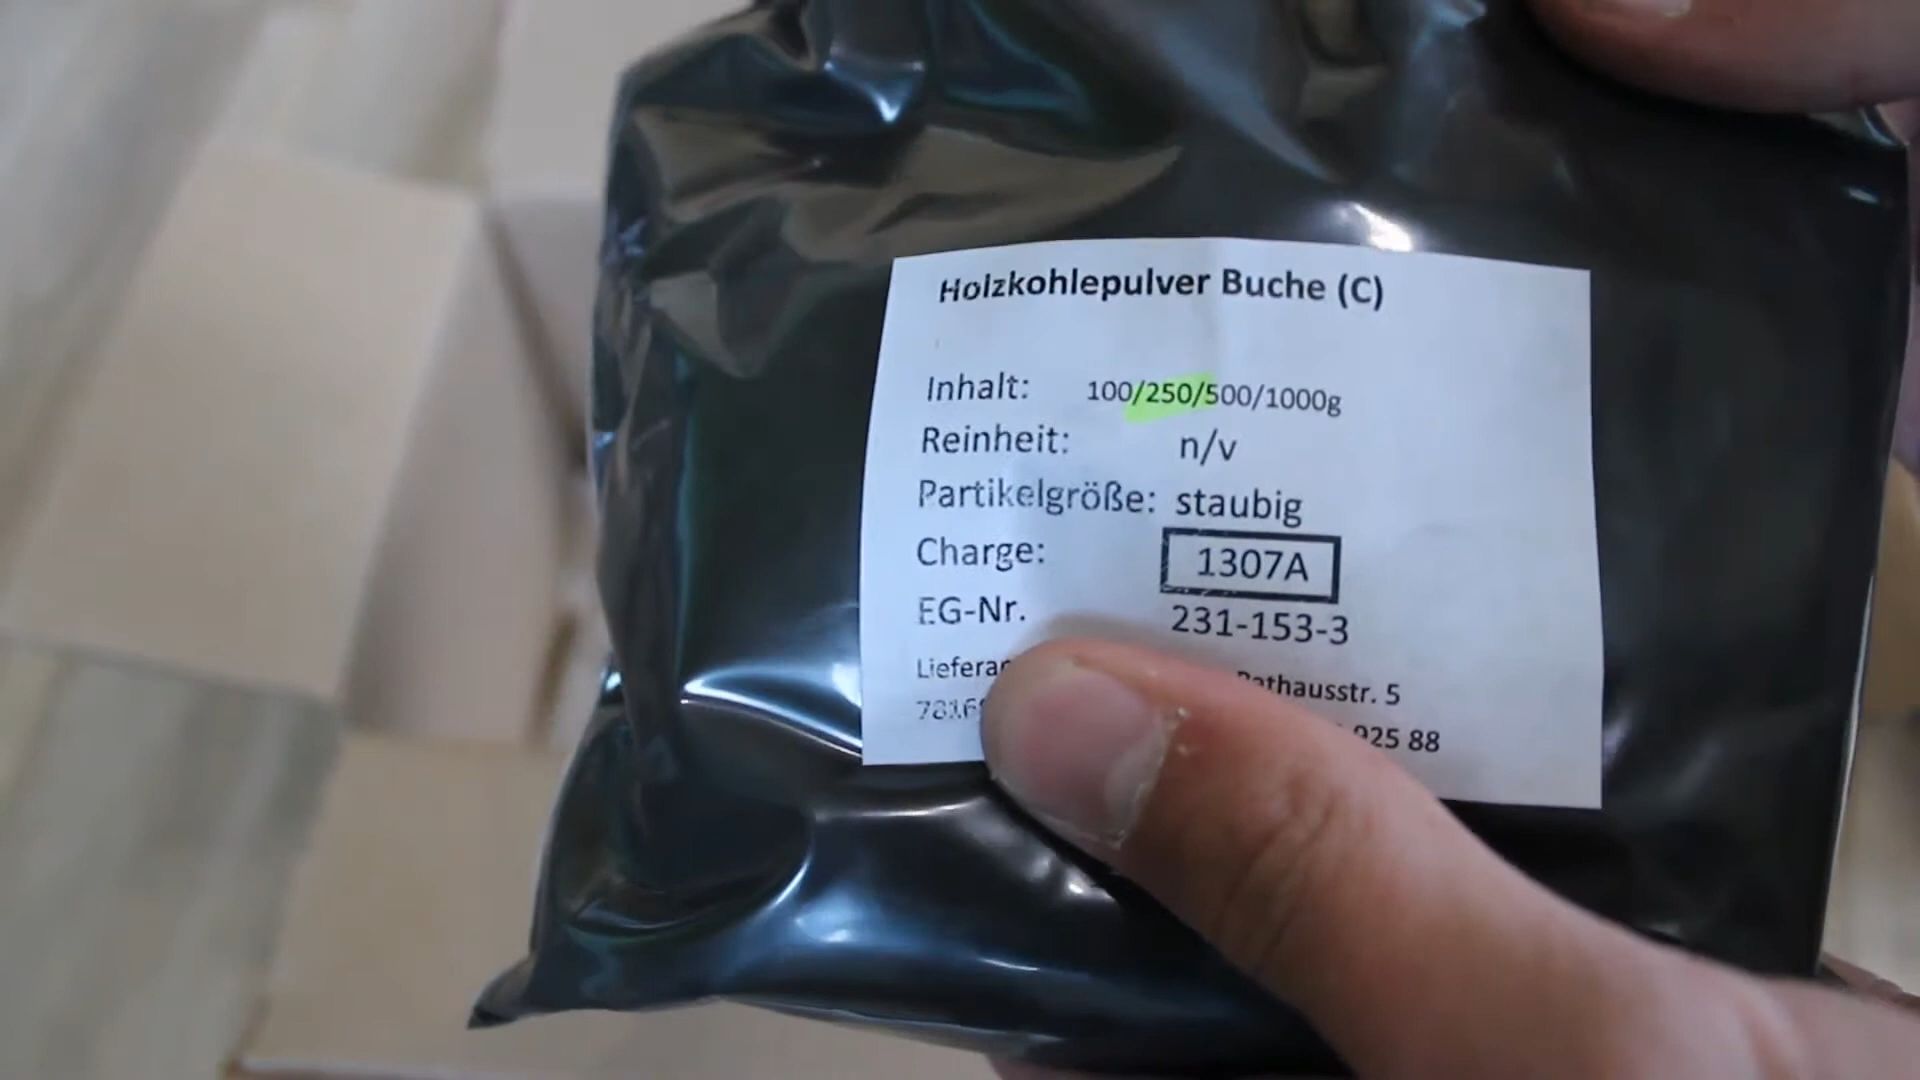 Holzkohlepulver Buche (C)
Inhalt: 100/250/500/1000g
Reinheit: n/v
Partikelgröße: staubig
Charge: 1307A
EG-Nr. 231-153-3
Rathausstr. 5
925 88